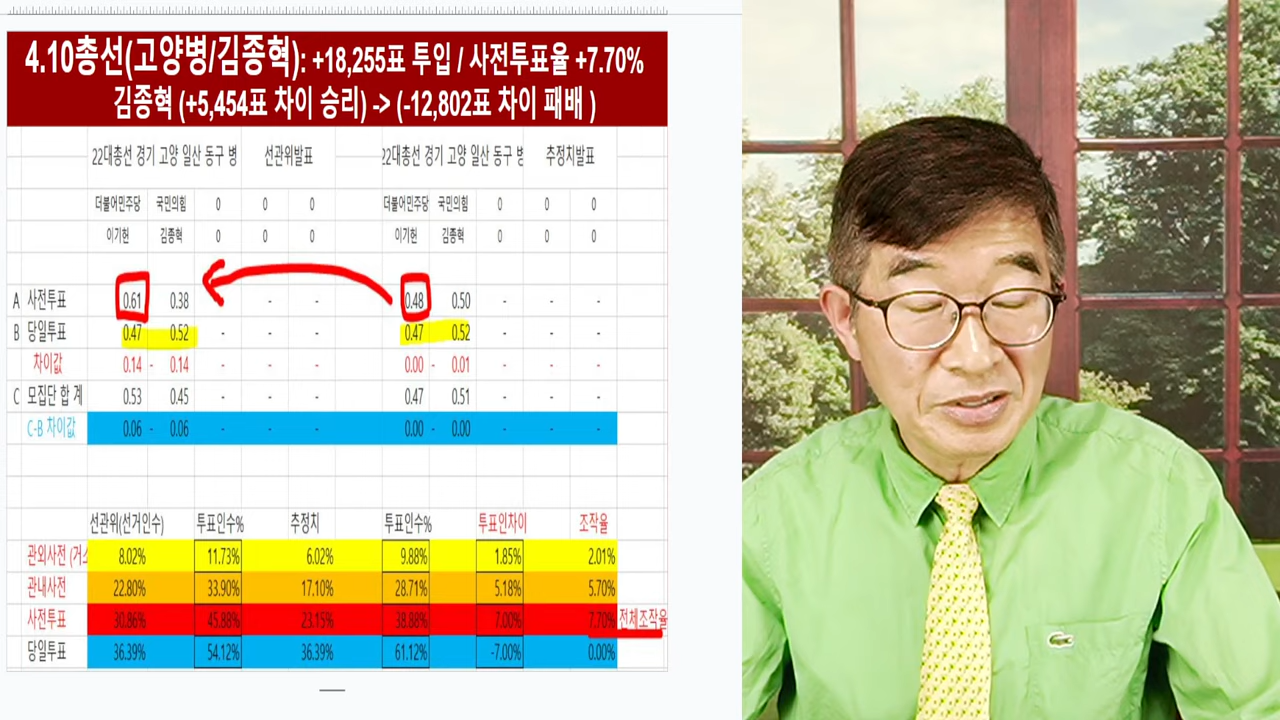 4.10총선(고양병/김종혁): +18,255표 투입 / 사전투표율 +7.70%
김종혁 (+5,454표 차이 승리) -> (-12,802표 차이 패배 )
22대총선 경기 고양 일산 동구 병 선관위발표 22대총선 경기 고양 일산 동구 병 추정치발표
더불어민주당 국민의힘 0 0 0 더불어민주당 국민의힘 0 0 0
이기헌 김종혁 0 0 0 이기헌 김종혁 0 0 0
A 사전투표 0.61 0.38 - - 0.48 0.50 - - -
B 당일투표 0.47 0.52 - - - 0.47 0.52 - - -
차이값 0.14 - 0.14 - - - 0.00 - 0.01 - - -
C 모집단 합 계 0.53 0.45 - - - 0.47 0.51 - - -
C-B 차이값 0.06 - 0.06 - - - 0.00 - 0.00 - - -
선관위(선거인수) 투표인수% 추정치 투표인수% 투표인차이 조작율
관외사전 8.02% 11.73% 6.02% 9.88% 1.85% 2.01%
관내사전 22.80% 33.90% 17.10% 28.71% 5.18% 5.70%
사전투표 30.86% 45.88% 23.15% 38.88% 7.00% 7.70% 전체조작율
당일투표 36.39% 54.12% 36.39% 61.12% -7.00% 0.00%